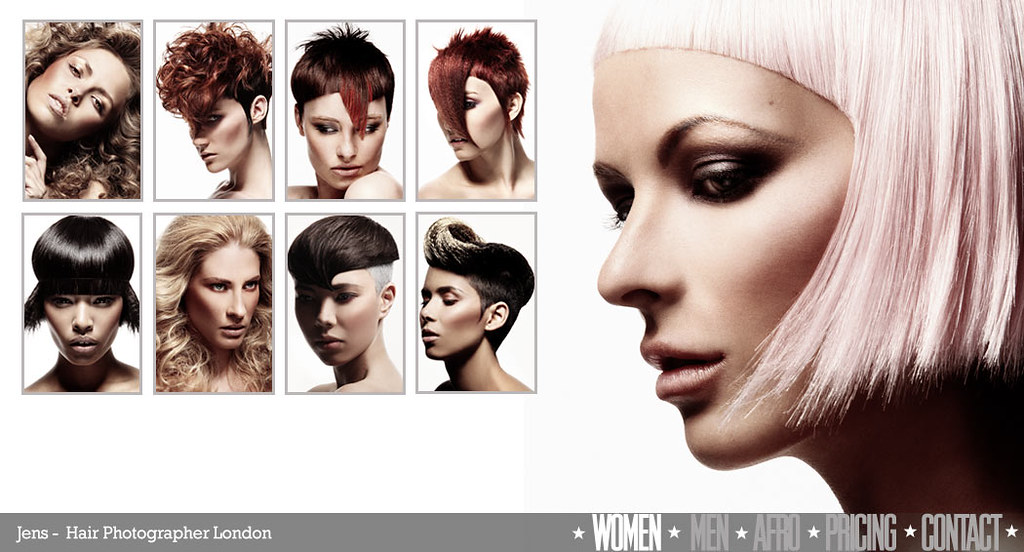 Jens - Hair Photographer London
★ WOMEN ★ MEN ★ AFRO ★ PRICING ★ CONTACT ★